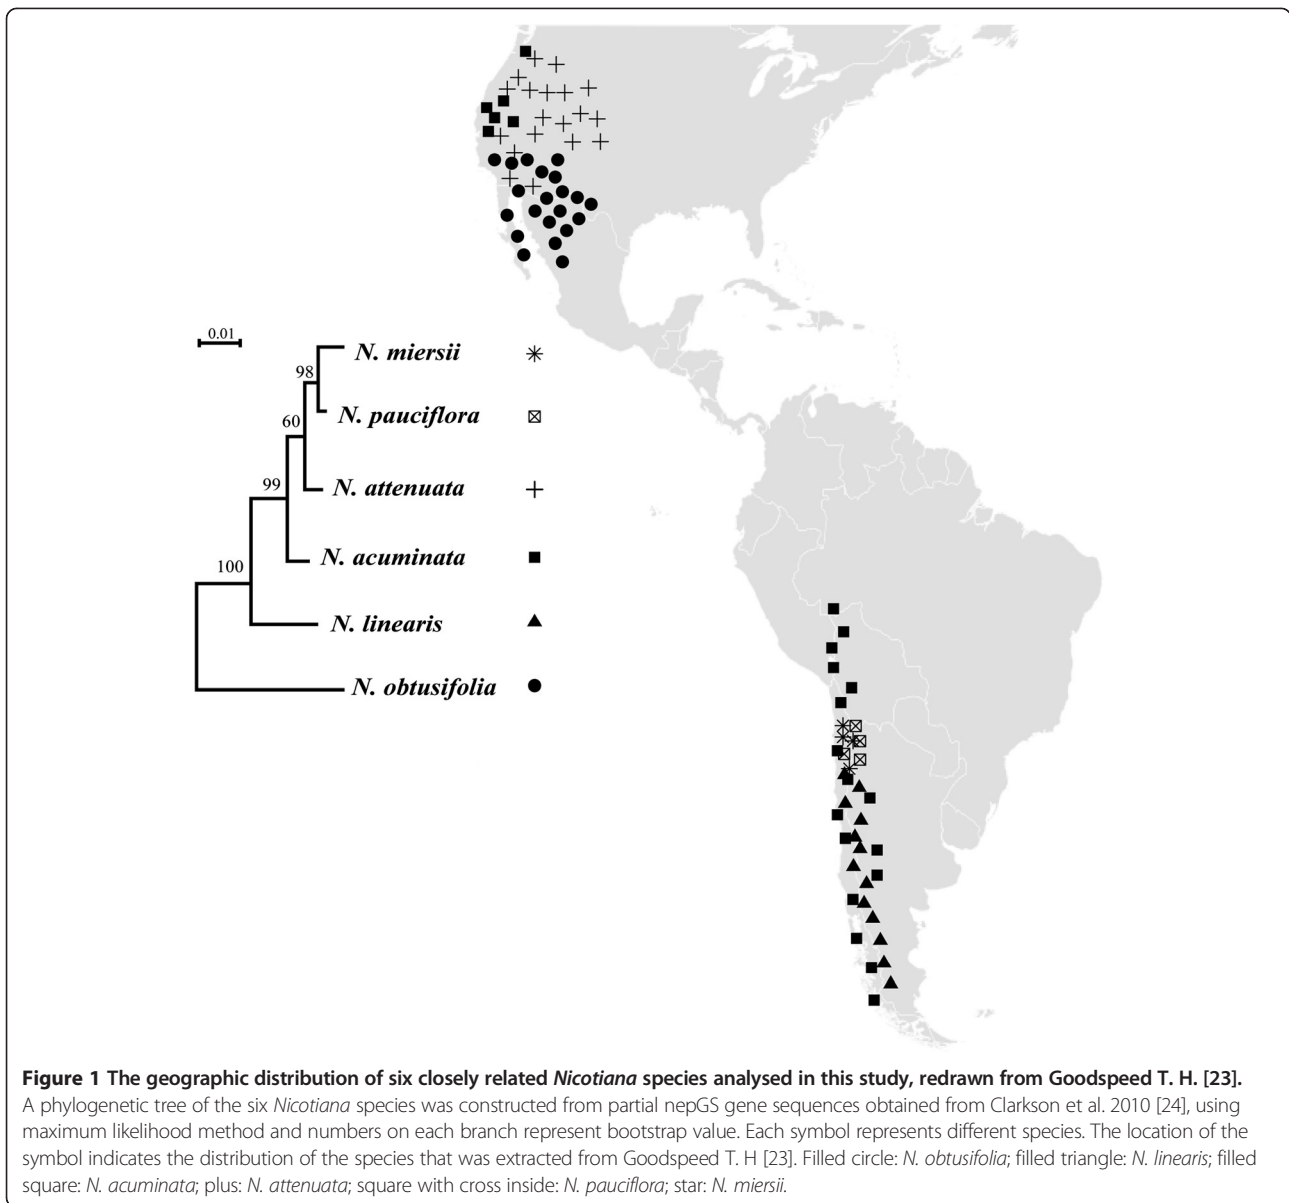 0.01
N. miersii
98
N. pauciflora
60
N. attenuata
99
N. acuminata
100
N. linearis
N. obtusifolia
Figure 1 The geographic distribution of six closely related Nicotiana species analysed in this study, redrawn from Goodspeed T. H. [23].
A phylogenetic tree of the six Nicotiana species was constructed from partial nepGS gene sequences obtained from Clarkson et al. 2010 [24], using
maximum likelihood method and numbers on each branch represent bootstrap value. Each symbol represents different species. The location of the
symbol indicates the distribution of the species that was extracted from Goodspeed T. H [23]. Filled circle: N. obtusifolia; filled triangle: N. linearis; filled
square: N. acuminata; plus: N. attenuata; square with cross inside: N. pauciflora; star: N. miersii.